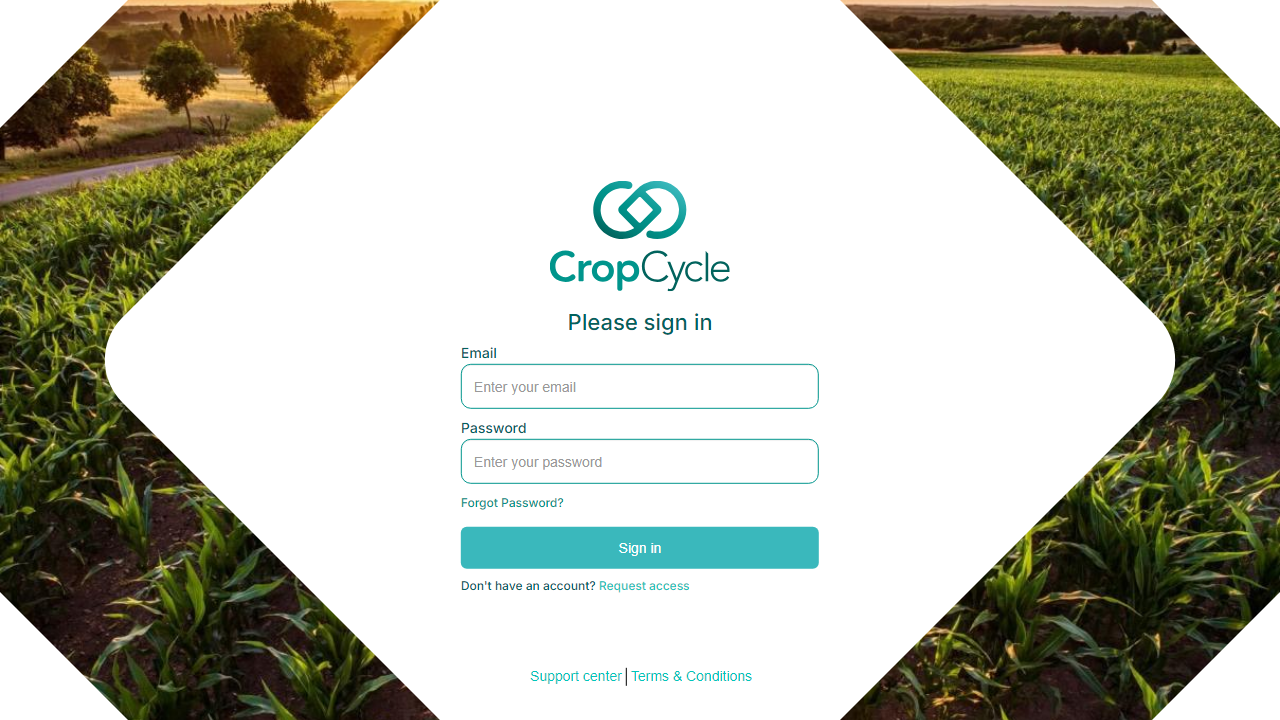 CropCycle
Please sign in
Email
Enter your email
Password
Enter your password
Forgot Password?
Sign in
Don't have an account? Request access
Support center | Terms & Conditions